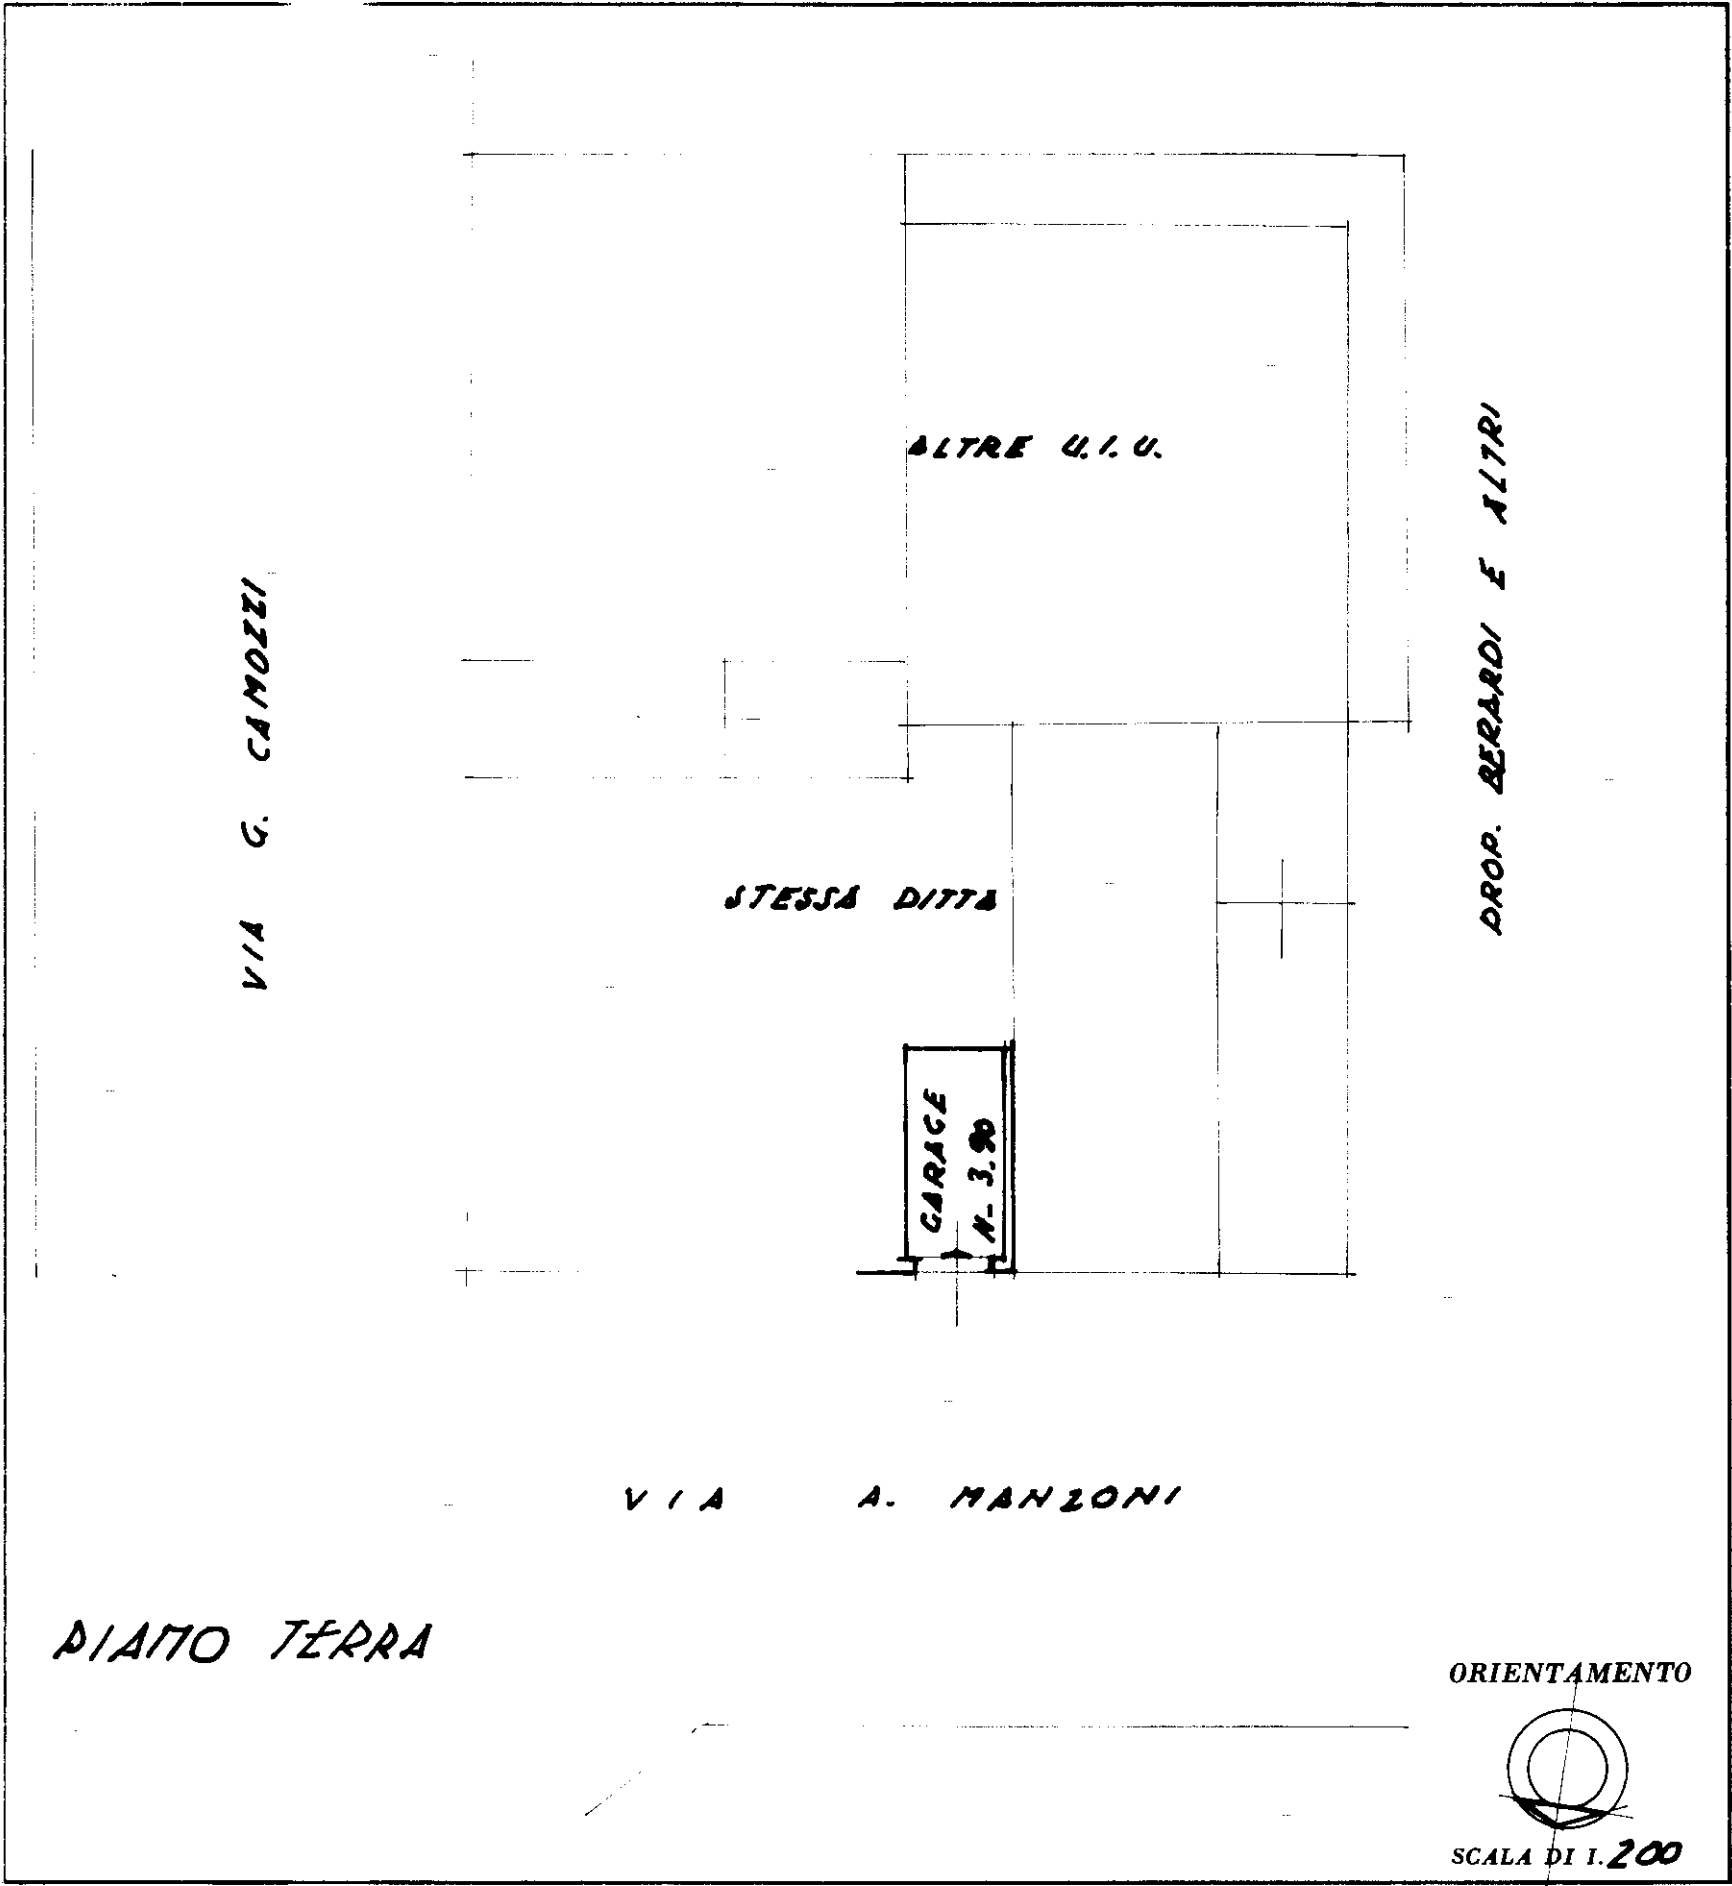 ALTRE U.I.U.
PROP. BERARDI E ALTRI
VIA G. CAMOZZI
STESSA DITTA
GARAGE
H_ 3.90
VIA A. MANZONI
PIANO TERRA
ORIENTAMENTO
SCALA DI 1.200